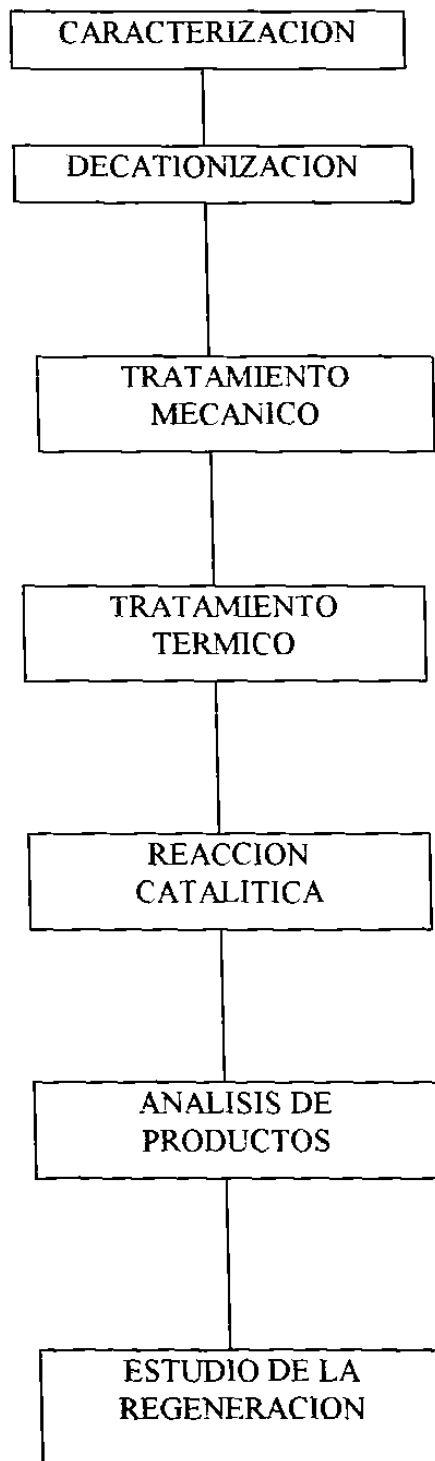 CARACTERIZACION
DECATIONIZACION
TRATAMIENTO
MECANICO
TRATAMIENTO
TERMICO
REACCION
CATALITICA
ANALISIS DE
PRODUCTOS
ESTUDIO DE LA
REGENERACION